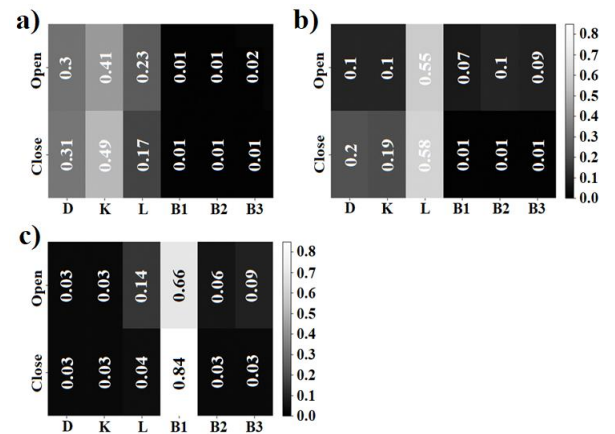 a)
Open 0.3 0.41 0.23 0.01 0.01 0.02
Close 0.31 0.49 0.17 0.01 0.01 0.01
D K L B1 B2 B3
b)
Open 0.1 0.1 0.55 0.07 0.1 0.09
Close 0.2 0.19 0.58 0.01 0.01 0.01
D K L B1 B2 B3
0.8
0.7
0.6
0.5
0.4
0.3
0.2
0.1
0.0
c)
Open 0.03 0.03 0.14 0.66 0.06 0.09
Close 0.03 0.03 0.04 0.84 0.03 0.03
D K L B1 B2 B3
0.8
0.7
0.6
0.5
0.4
0.3
0.2
0.1
0.0